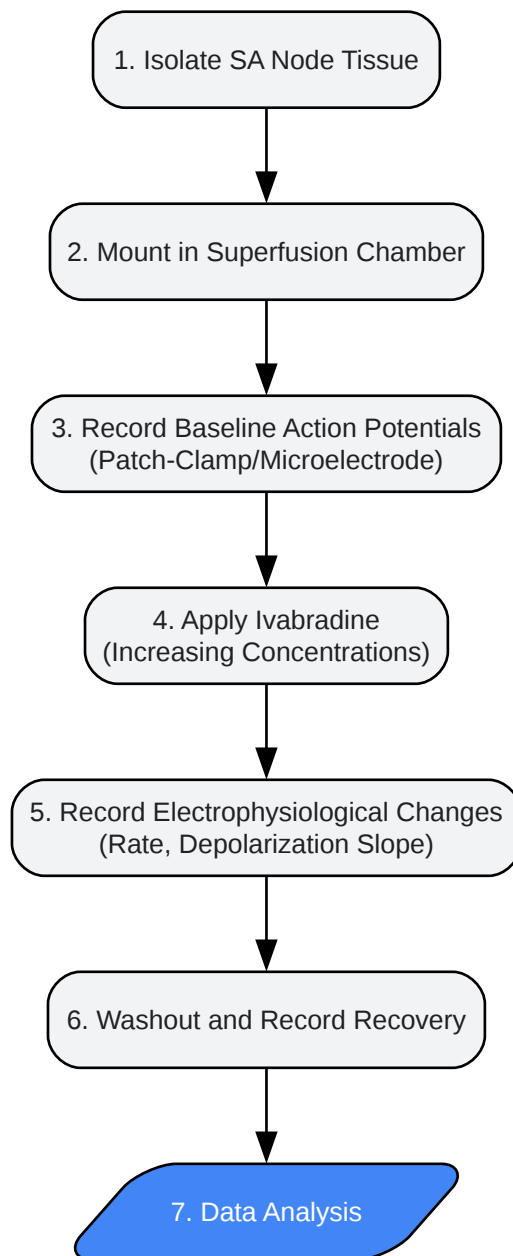 1. Isolate SA Node Tissue
2. Mount in Superfusion Chamber
3. Record Baseline Action Potentials
(Patch-Clamp/Microelectrode)
4. Apply Ivabradine
(Increasing Concentrations)
5. Record Electrophysiological Changes
(Rate, Depolarization Slope)
6. Washout and Record Recovery
7. Data Analysis